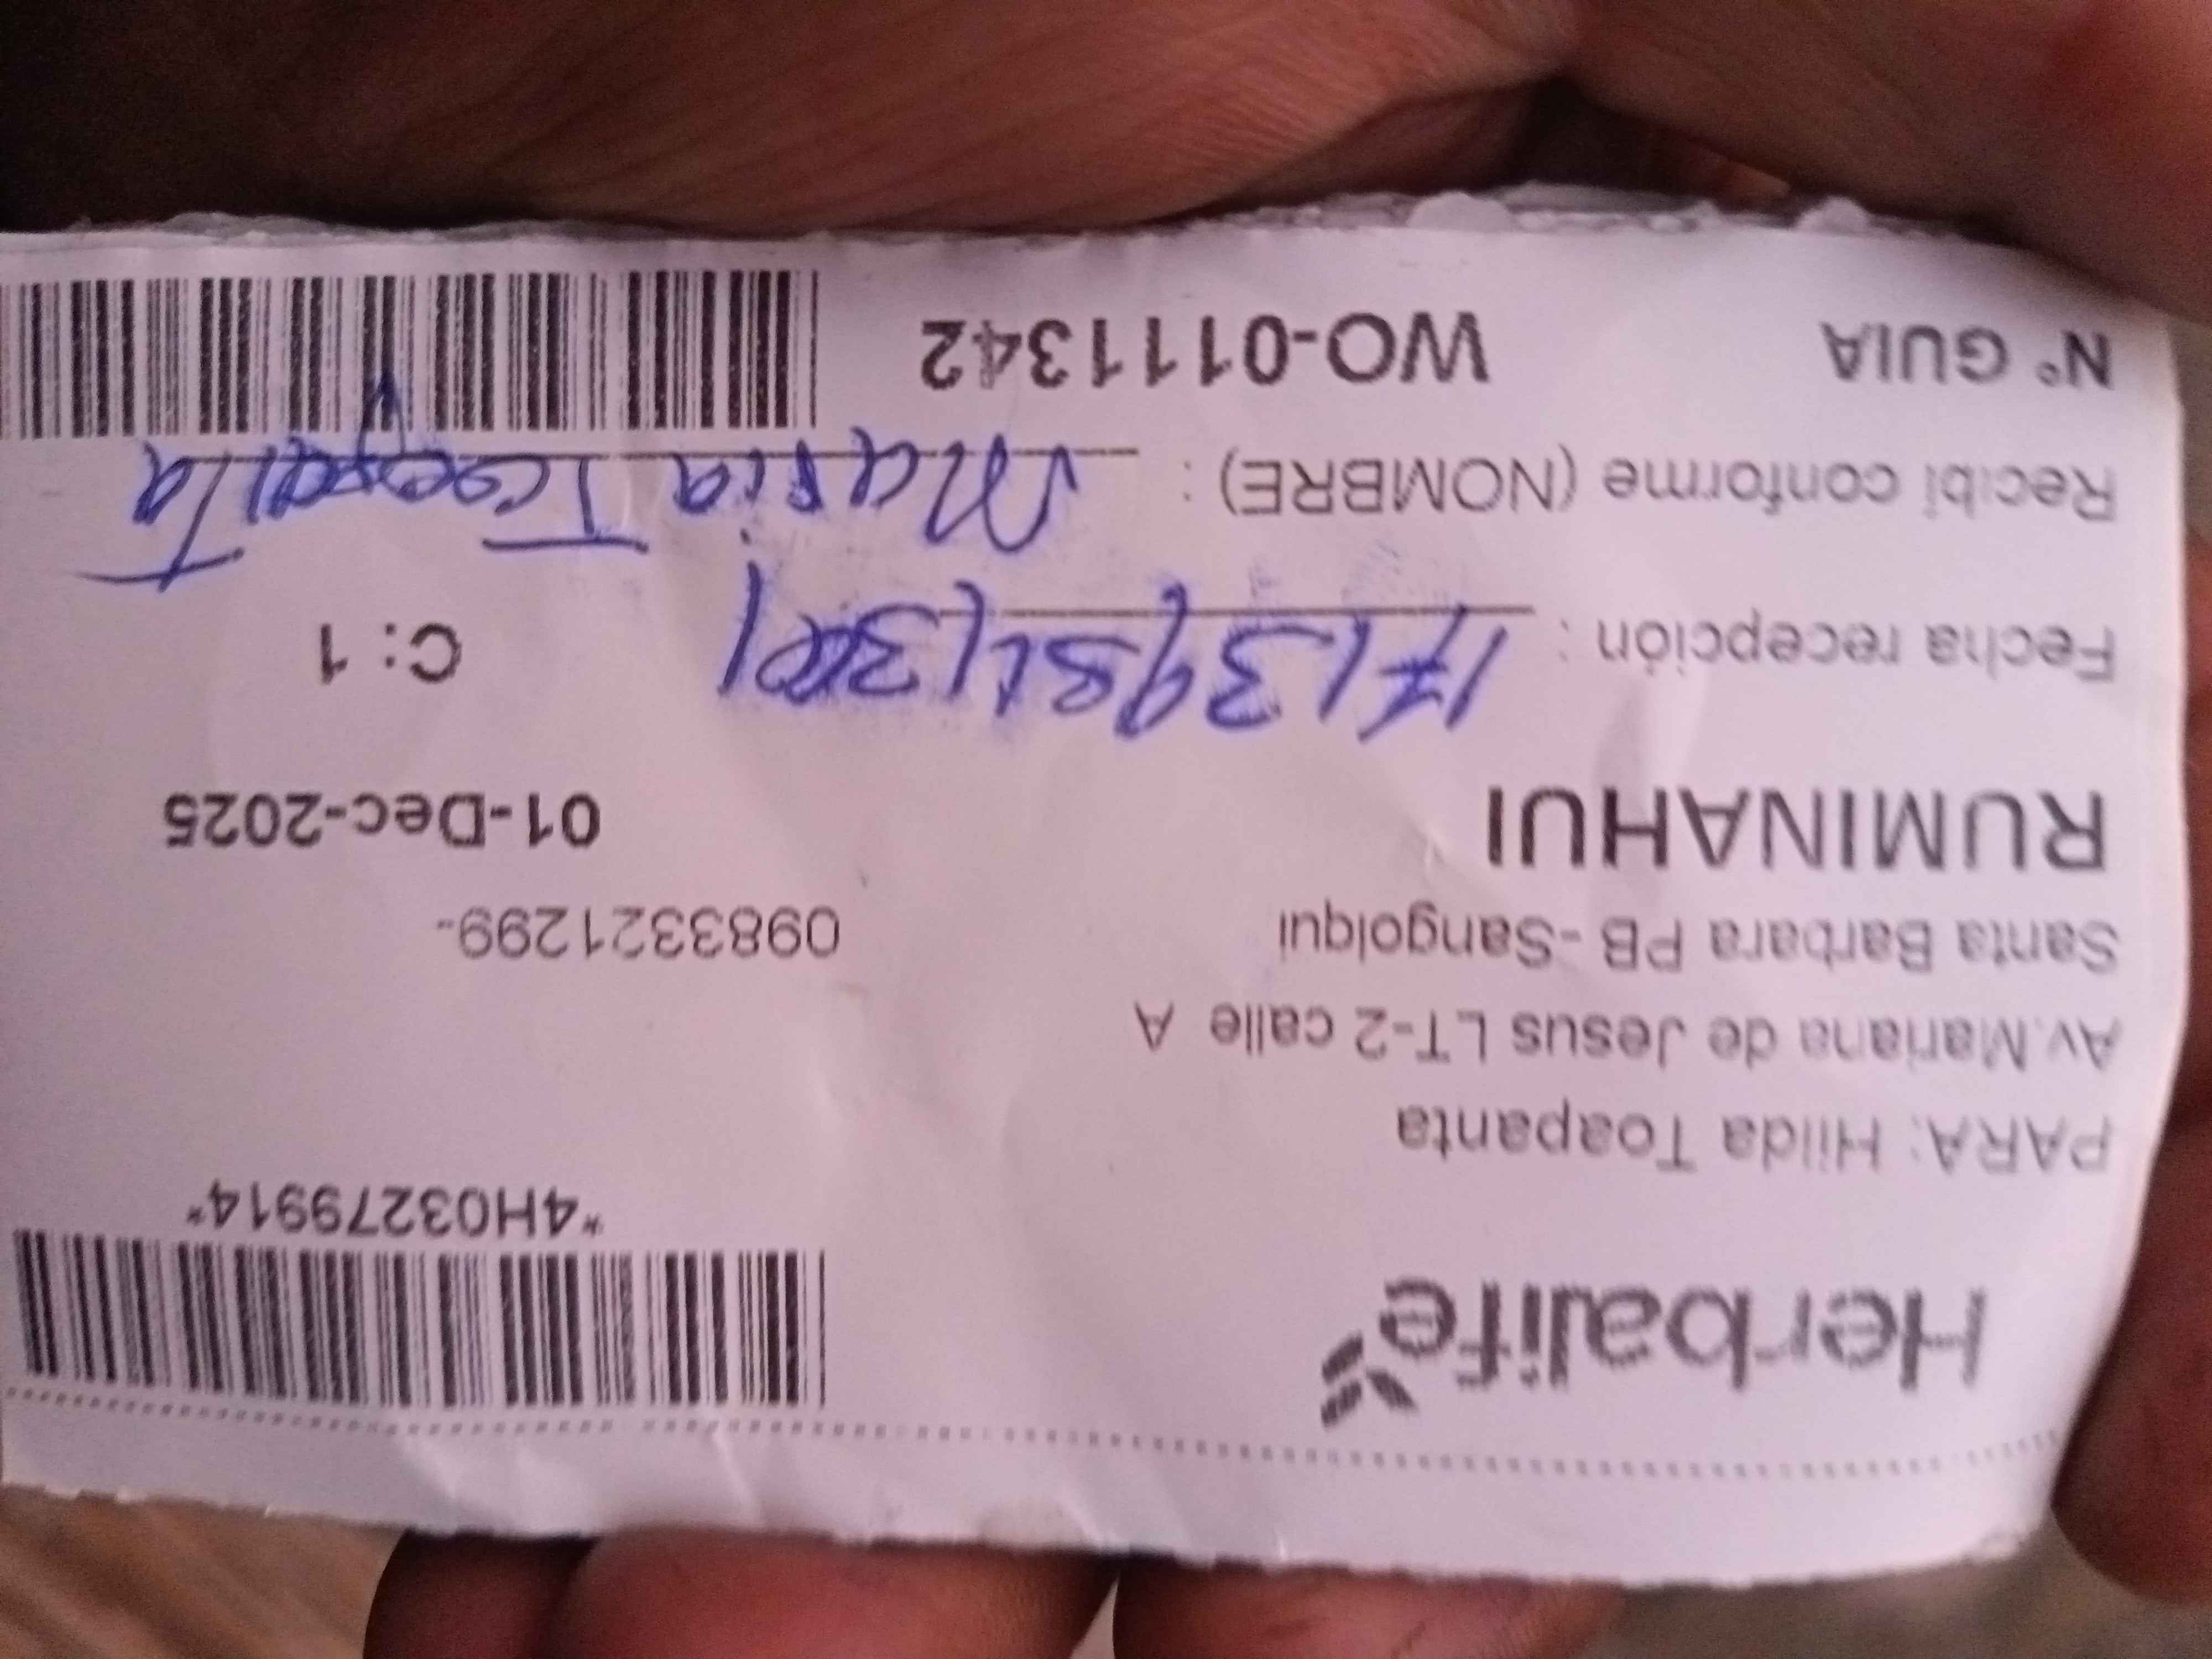 Herbalife
*4H03279914*
PARA: Hilda Toapanta
Av.Mariana de Jesus LT-2 calle A
Santa Barbara PB -Sangolqui
0983321299-
RUMINAHUI
01-Dec-2025
Fecha recepción :
C: 1
Recibí conforme (NOMBRE) : Maria Toapanta
N° GUIA WO-0111342